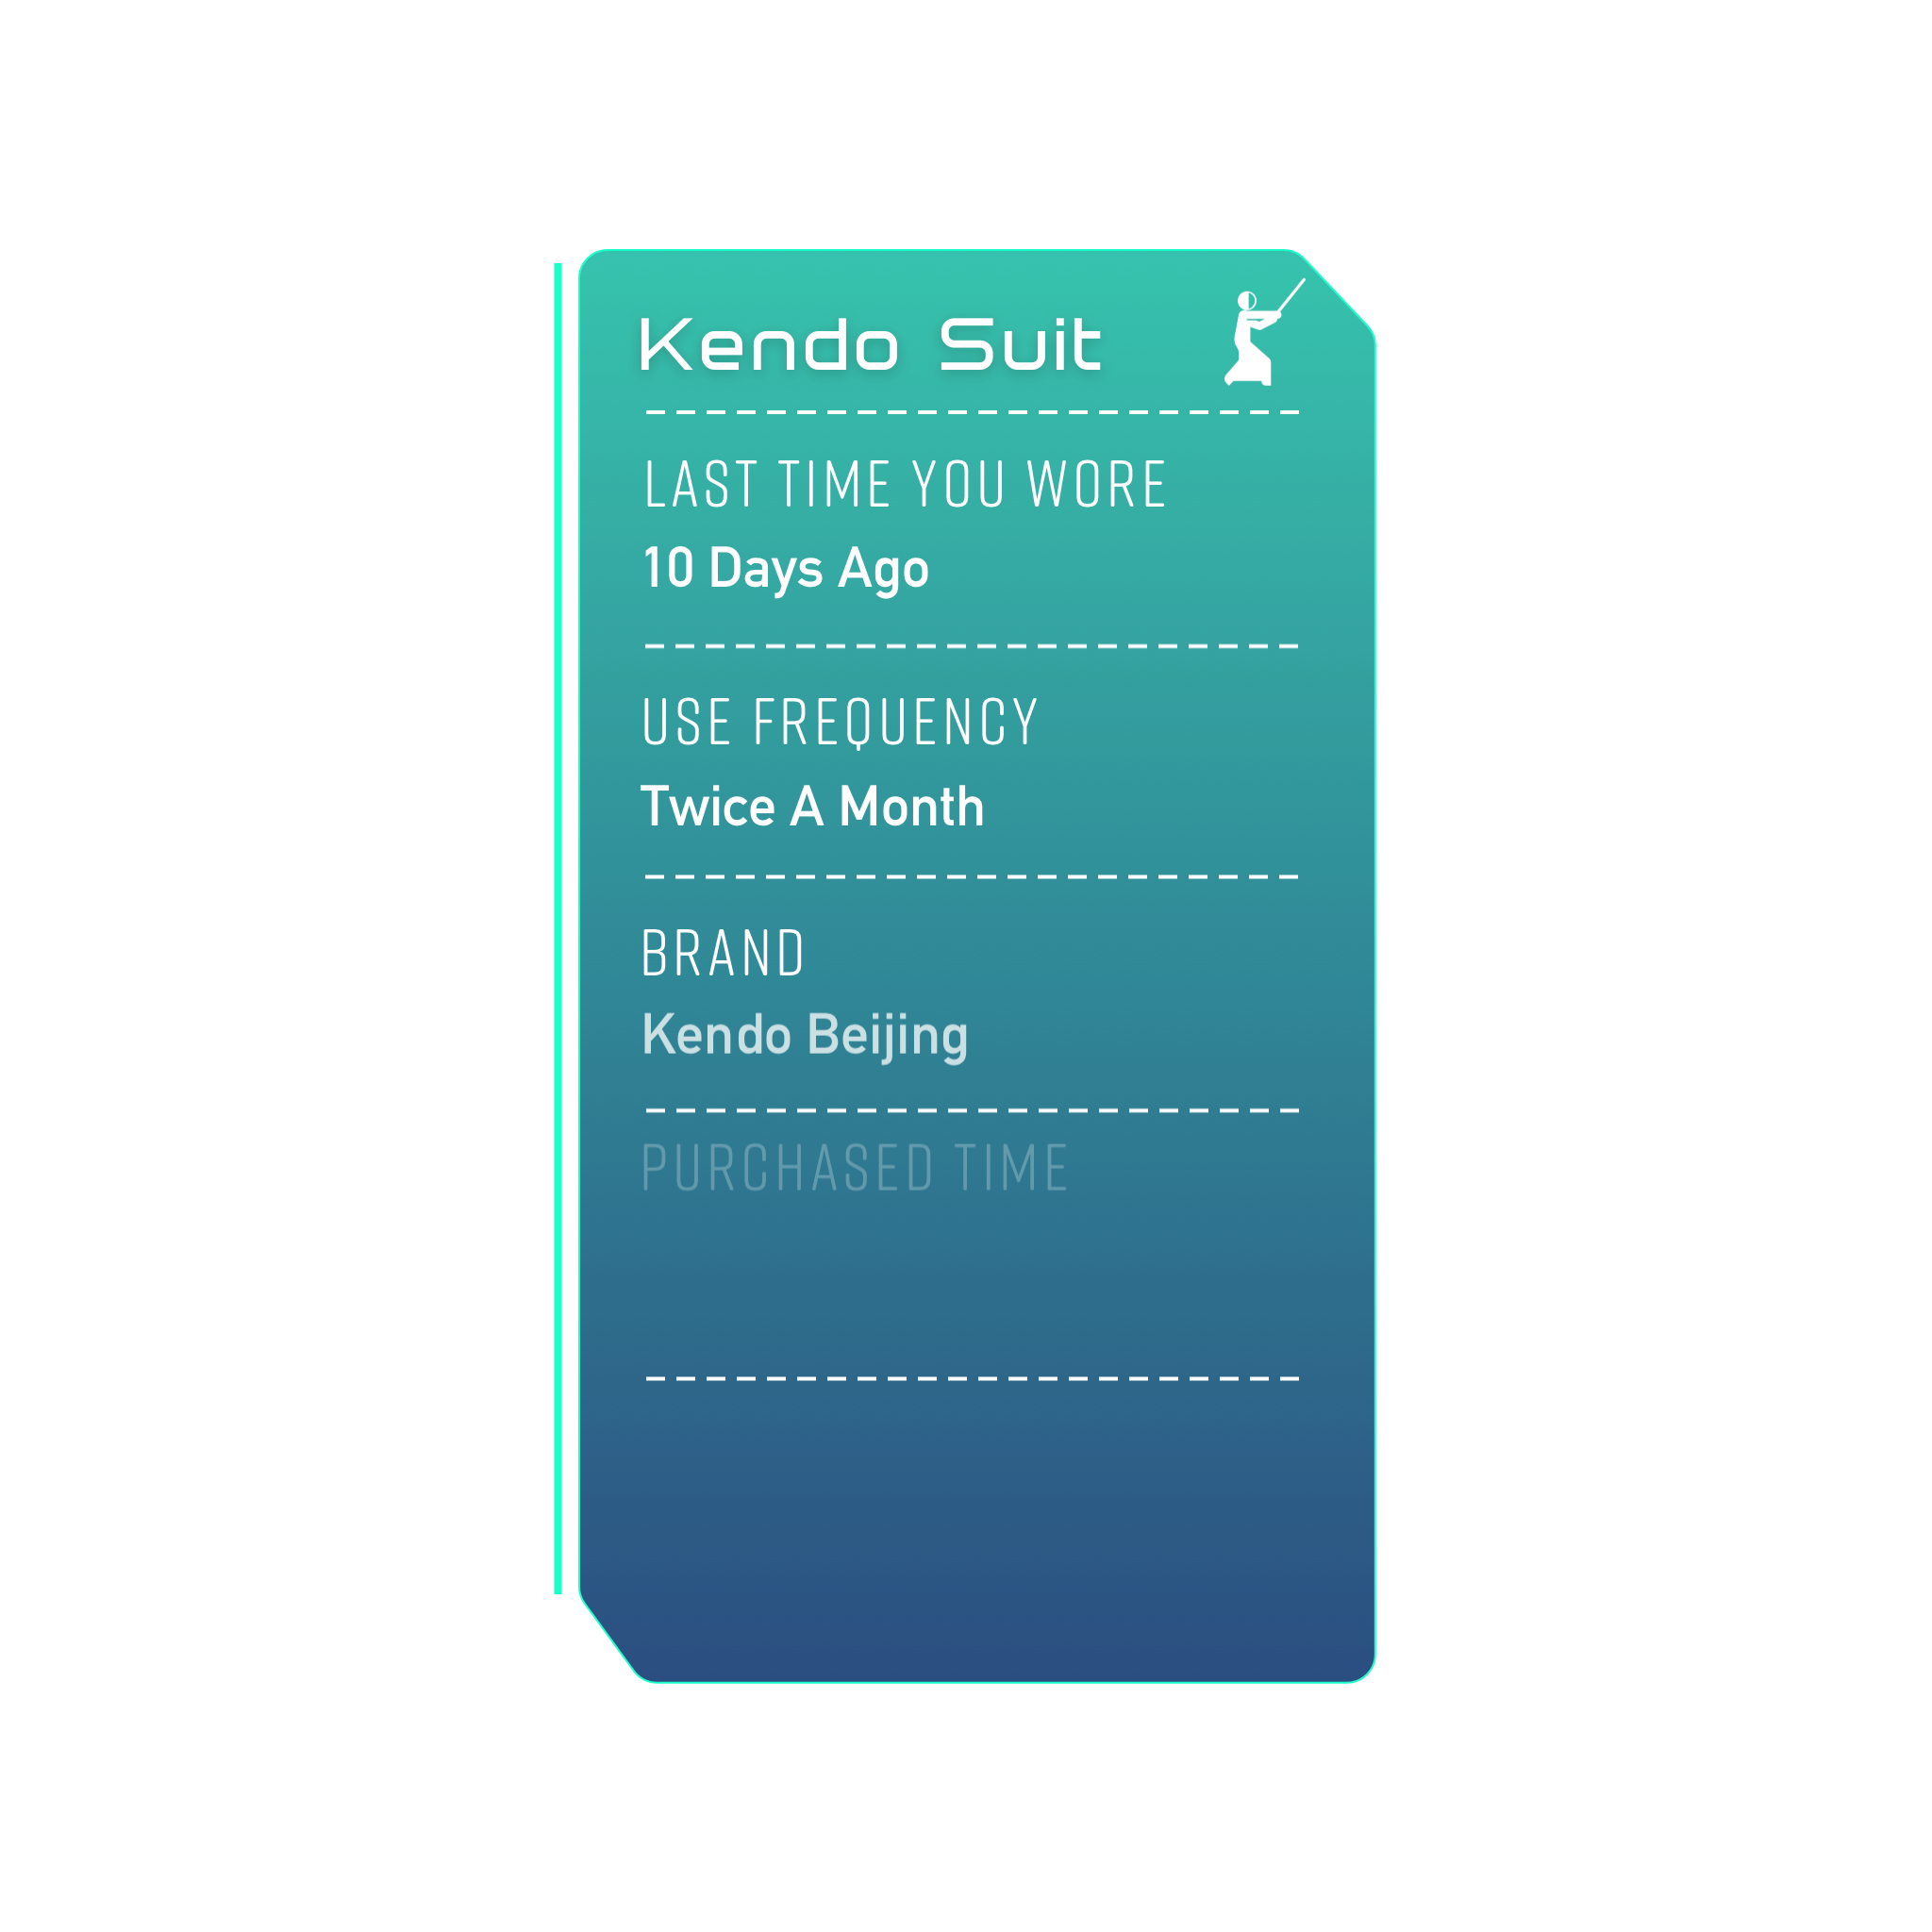 Kendo Suit
LAST TIME YOU WORE
10 Days Ago
USE FREQUENCY
Twice A Month
BRAND
Kendo Beijing
PURCHASED TIME